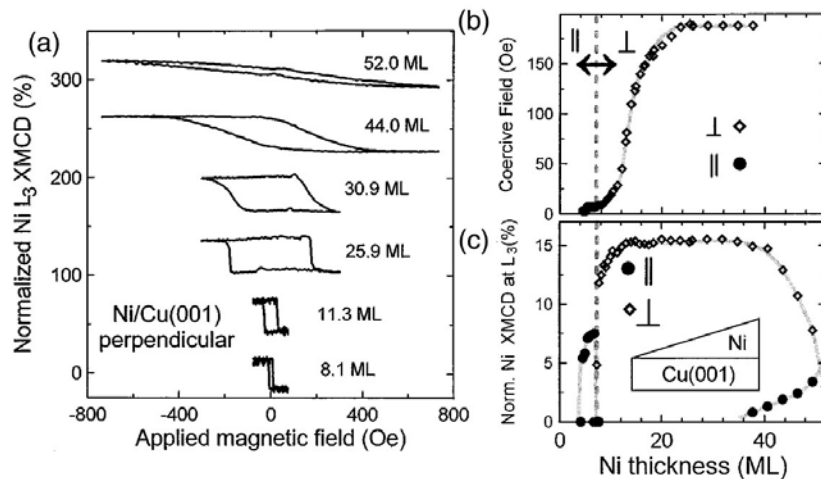 (a)
Normalized Ni L3 XMCD (%)
300
200
100
0
52.0 ML
44.0 ML
30.9 ML
25.9 ML
11.3 ML
8.1 ML
Ni/Cu(001)
perpendicular
-800 -400 0 400 800
Applied magnetic field (Oe)
(b)
Coercive Field (Oe)
150
100
50
0
|| ⊥
⊥
||
(c)
Norm. Ni XMCD at L3(%)
15
10
5
0
||
⊥
Ni
Cu(001)
0 20 40
Ni thickness (ML)